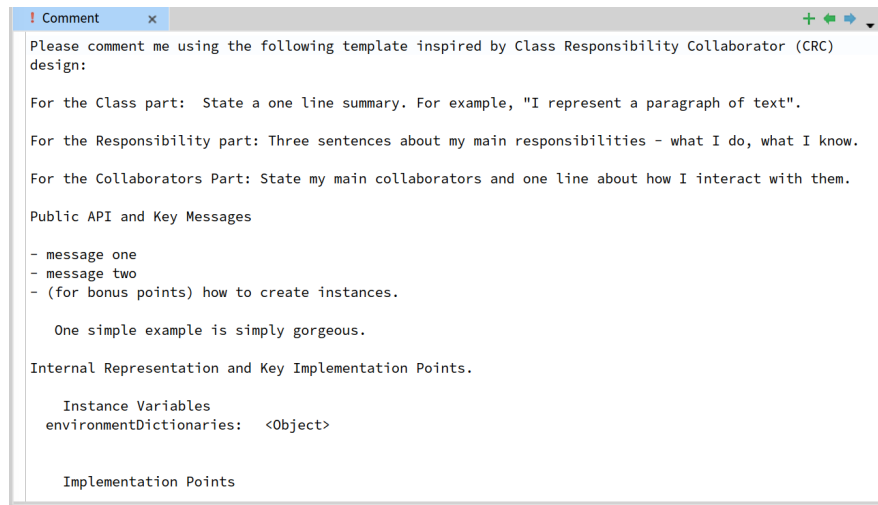 ! Comment ×
Please comment me using the following template inspired by Class Responsibility Collaborator (CRC)
design:
For the Class part:  State a one line summary. For example, "I represent a paragraph of text".
For the Responsibility part: Three sentences about my main responsibilities - what I do, what I know.
For the Collaborators Part: State my main collaborators and one line about how I interact with them.
Public API and Key Messages
- message one
- message two
- (for bonus points) how to create instances.
One simple example is simply gorgeous.
Internal Representation and Key Implementation Points.
Instance Variables
environmentDictionaries:   <Object>
Implementation Points